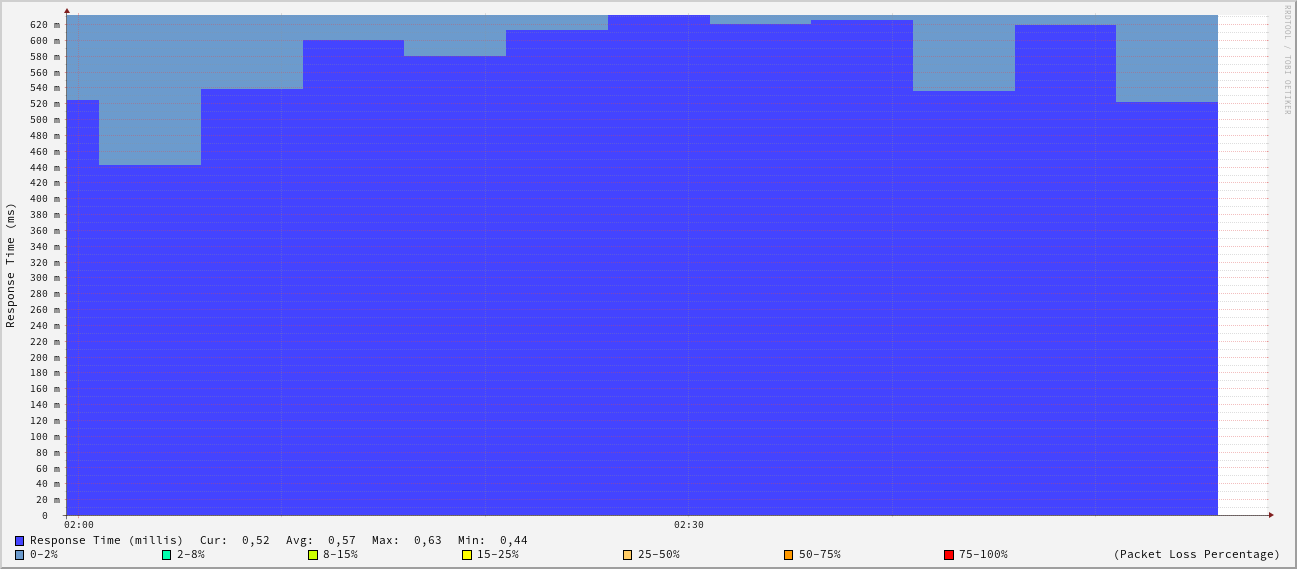 RRDTOOL / TOBI OETIKER
Response Time (ms)
620 m
600 m
580 m
560 m
540 m
520 m
500 m
480 m
460 m
440 m
420 m
400 m
380 m
360 m
340 m
320 m
300 m
280 m
260 m
240 m
220 m
200 m
180 m
160 m
140 m
120 m
100 m
80 m
60 m
40 m
20 m
0
02:00 02:30
Response Time (millis) Cur: 0,52 Avg: 0,57 Max: 0,63 Min: 0,44
0-2% 2-8% 8-15% 15-25% 25-50% 50-75% 75-100% (Packet Loss Percentage)